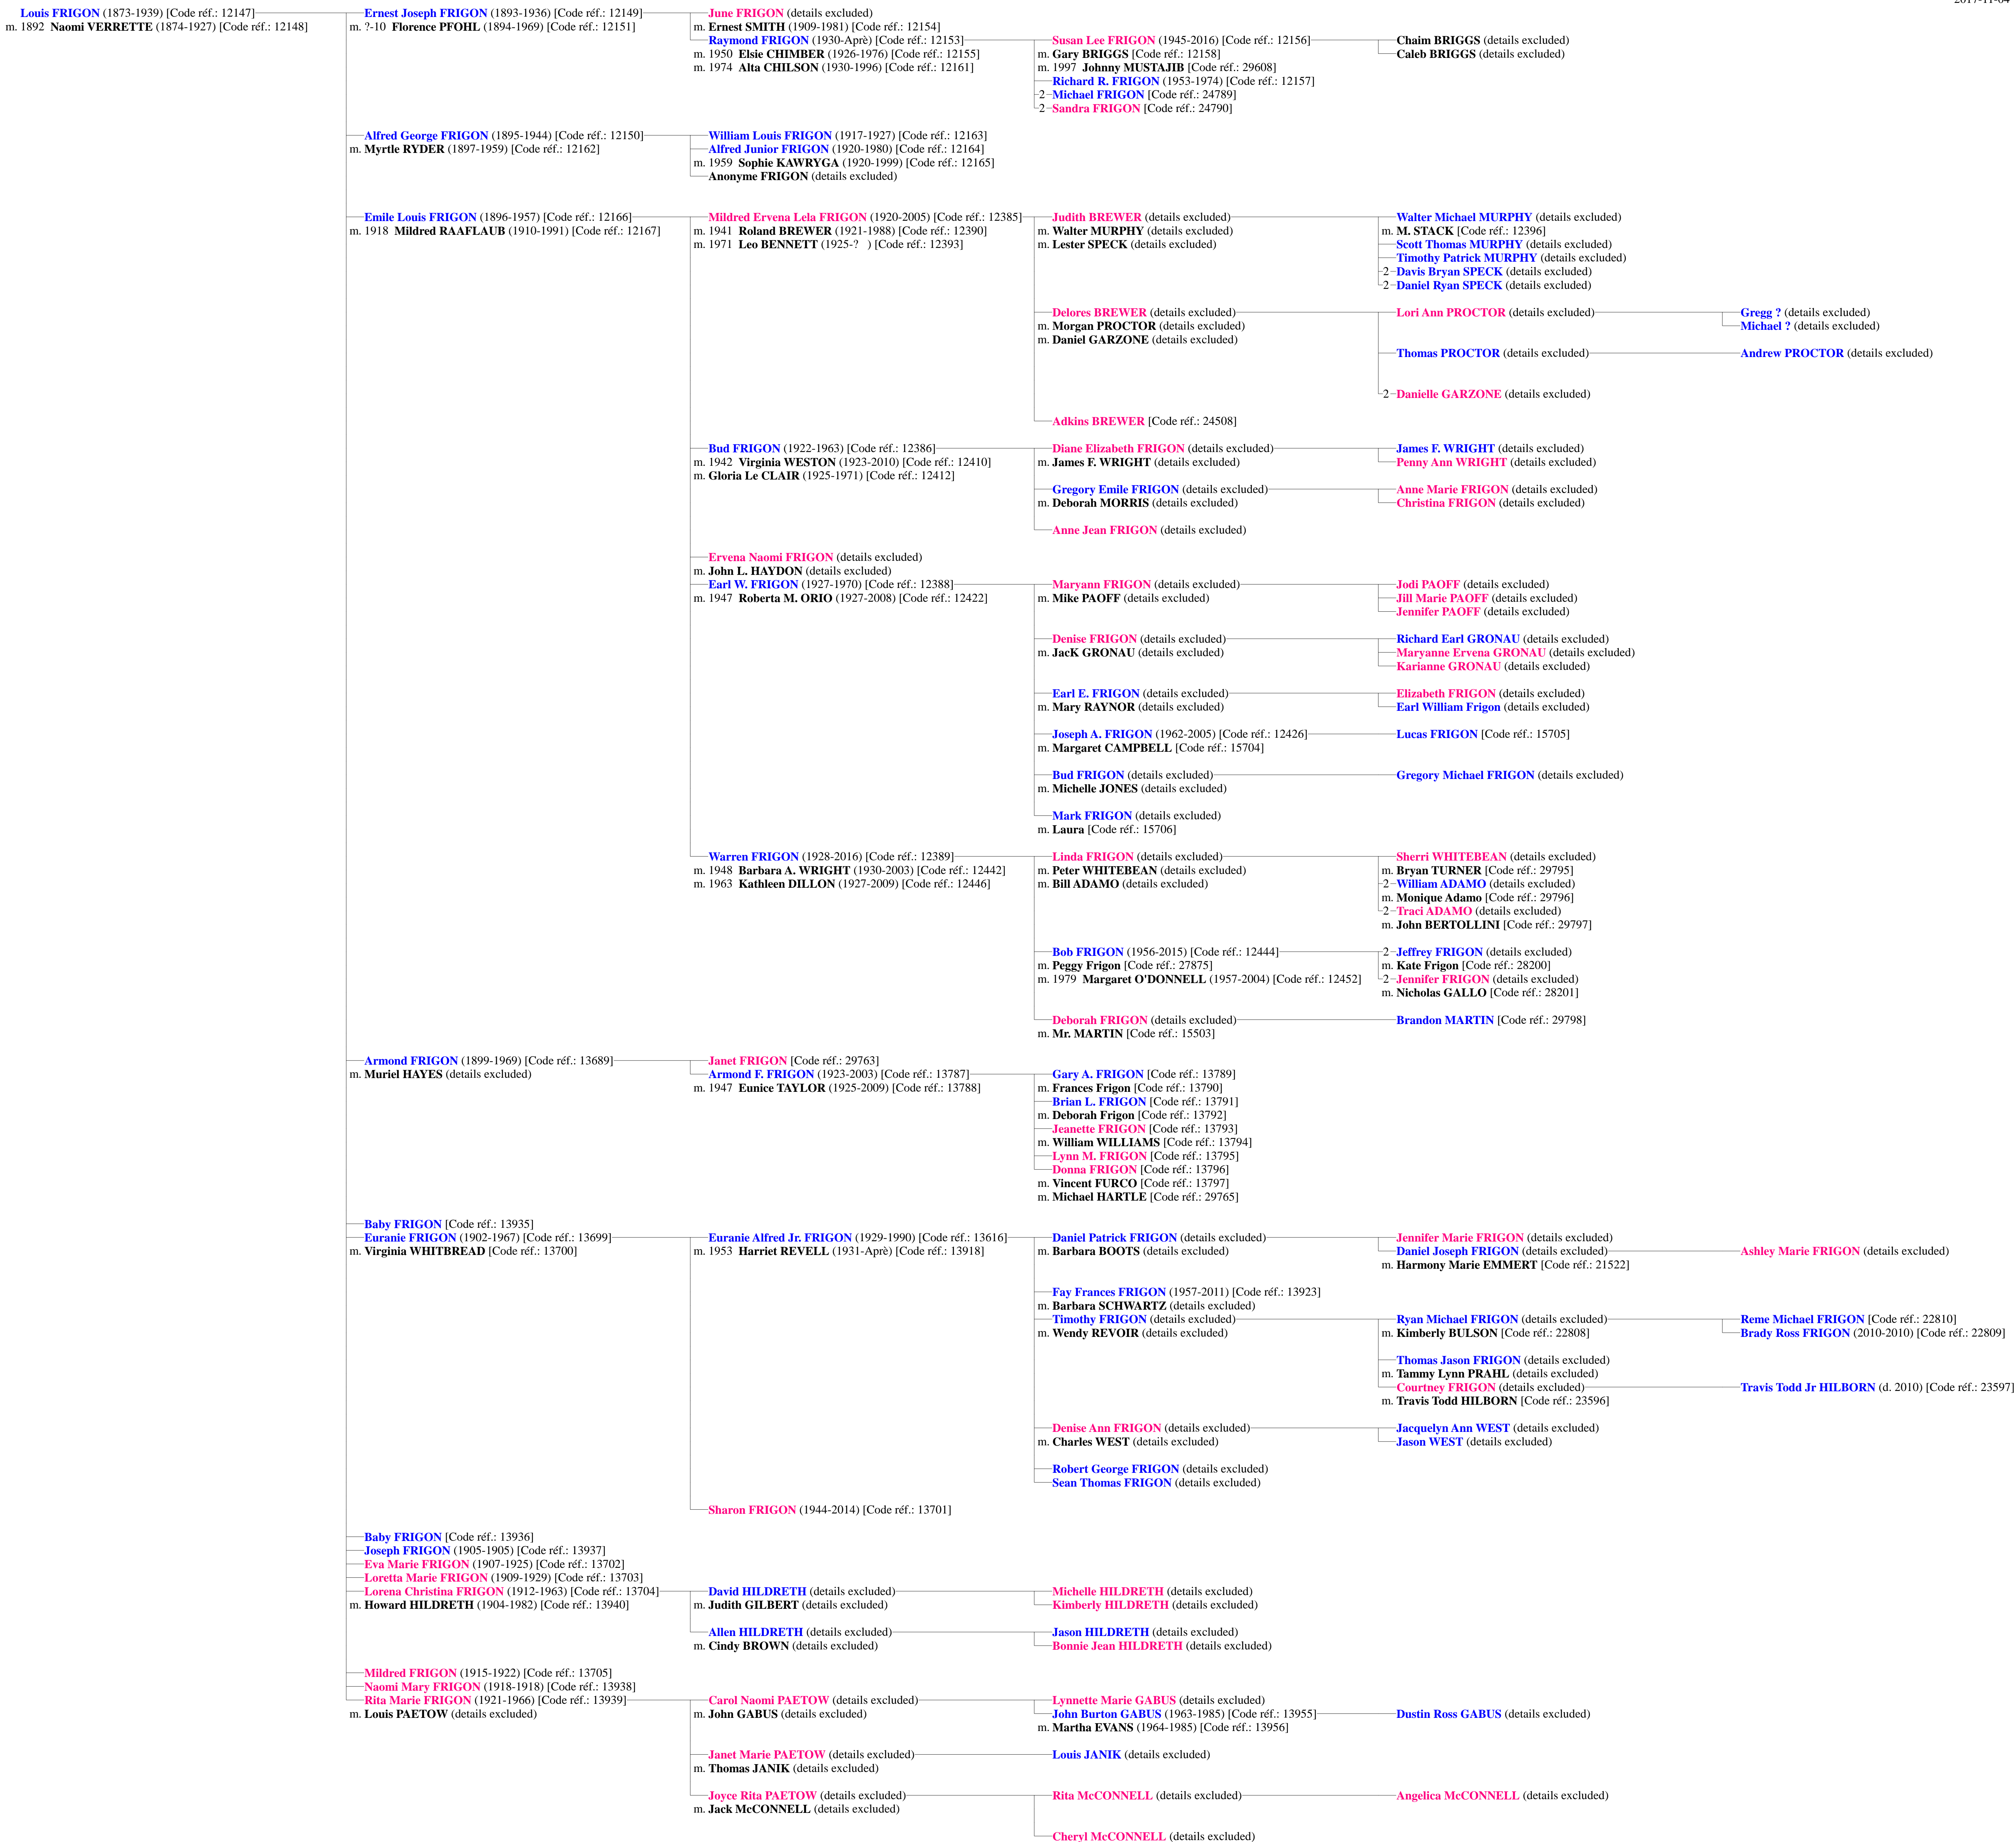 2017-11-04
Louis FRIGON (1873-1939) [Code réf.: 12147]
m. 1892 Naomi VERRETTE (1874-1927) [Code réf.: 12148]
Ernest Joseph FRIGON (1893-1936) [Code réf.: 12149]
m. ?-10 Florence PFOHL (1894-1969) [Code réf.: 12151]
June FRIGON (details excluded)
m. Ernest SMITH (1909-1981) [Code réf.: 12154]
Raymond FRIGON (1930-Aprè) [Code réf.: 12153]
m. 1950 Elsie CHIMBER (1926-1976) [Code réf.: 12155]
m. 1974 Alta CHILSON (1930-1996) [Code réf.: 12161]
Susan Lee FRIGON (1945-2016) [Code réf.: 12156]
m. Gary BRIGGS [Code réf.: 12158]
m. 1997 Johnny MUSTAJIB [Code réf.: 29608]
Chaim BRIGGS (details excluded)
Caleb BRIGGS (details excluded)
Richard R. FRIGON (1953-1974) [Code réf.: 12157]
2 Michael FRIGON [Code réf.: 24789]
2 Sandra FRIGON [Code réf.: 24790]
Alfred George FRIGON (1895-1944) [Code réf.: 12150]
m. Myrtle RYDER (1897-1959) [Code réf.: 12162]
William Louis FRIGON (1917-1927) [Code réf.: 12163]
Alfred Junior FRIGON (1920-1980) [Code réf.: 12164]
m. 1959 Sophie KAWRYGA (1920-1999) [Code réf.: 12165]
Anonyme FRIGON (details excluded)
Emile Louis FRIGON (1896-1957) [Code réf.: 12166]
m. 1918 Mildred RAAFLAUB (1910-1991) [Code réf.: 12167]
Mildred Ervena Lela FRIGON (1920-2005) [Code réf.: 12385]
m. 1941 Roland BREWER (1921-1988) [Code réf.: 12390]
m. 1971 Leo BENNETT (1925-? ) [Code réf.: 12393]
Judith BREWER (details excluded)
m. Walter MURPHY (details excluded)
m. Lester SPECK (details excluded)
Walter Michael MURPHY (details excluded)
m. M. STACK [Code réf.: 12396]
Scott Thomas MURPHY (details excluded)
Timothy Patrick MURPHY (details excluded)
2 Davis Bryan SPECK (details excluded)
2 Daniel Ryan SPECK (details excluded)
Delores BREWER (details excluded)
m. Morgan PROCTOR (details excluded)
m. Daniel GARZONE (details excluded)
Lori Ann PROCTOR (details excluded)
Gregg ? (details excluded)
Michael ? (details excluded)
Thomas PROCTOR (details excluded)
Andrew PROCTOR (details excluded)
2 Danielle GARZONE (details excluded)
Adkins BREWER [Code réf.: 24508]
Bud FRIGON (1922-1963) [Code réf.: 12386]
m. 1942 Virginia WESTON (1923-2010) [Code réf.: 12410]
m. Gloria Le CLAIR (1925-1971) [Code réf.: 12412]
Diane Elizabeth FRIGON (details excluded)
m. James F. WRIGHT (details excluded)
James F. WRIGHT (details excluded)
Penny Ann WRIGHT (details excluded)
Gregory Emile FRIGON (details excluded)
m. Deborah MORRIS (details excluded)
Anne Marie FRIGON (details excluded)
Christina FRIGON (details excluded)
Anne Jean FRIGON (details excluded)
Ervena Naomi FRIGON (details excluded)
m. John L. HAYDON (details excluded)
Earl W. FRIGON (1927-1970) [Code réf.: 12388]
m. 1947 Roberta M. ORIO (1927-2008) [Code réf.: 12422]
Maryann FRIGON (details excluded)
m. Mike PAOFF (details excluded)
Jodi PAOFF (details excluded)
Jill Marie PAOFF (details excluded)
Jennifer PAOFF (details excluded)
Denise FRIGON (details excluded)
m. JacK GRONAU (details excluded)
Richard Earl GRONAU (details excluded)
Maryanne Ervena GRONAU (details excluded)
Karianne GRONAU (details excluded)
Earl E. FRIGON (details excluded)
m. Mary RAYNOR (details excluded)
Elizabeth FRIGON (details excluded)
Earl William Frigon (details excluded)
Joseph A. FRIGON (1962-2005) [Code réf.: 12426]
m. Margaret CAMPBELL [Code réf.: 15704]
Lucas FRIGON [Code réf.: 15705]
Bud FRIGON (details excluded)
m. Michelle JONES (details excluded)
Gregory Michael FRIGON (details excluded)
Mark FRIGON (details excluded)
m. Laura [Code réf.: 15706]
Warren FRIGON (1928-2016) [Code réf.: 12389]
m. 1948 Barbara A. WRIGHT (1930-2003) [Code réf.: 12442]
m. 1963 Kathleen DILLON (1927-2009) [Code réf.: 12446]
Linda FRIGON (details excluded)
m. Peter WHITEBEAN (details excluded)
m. Bill ADAMO (details excluded)
Sherri WHITEBEAN (details excluded)
m. Bryan TURNER [Code réf.: 29795]
2 William ADAMO (details excluded)
m. Monique Adamo [Code réf.: 29796]
2 Traci ADAMO (details excluded)
m. John BERTOLLINI [Code réf.: 29797]
Bob FRIGON (1956-2015) [Code réf.: 12444]
m. Peggy Frigon [Code réf.: 27875]
m. 1979 Margaret O'DONNELL (1957-2004) [Code réf.: 12452]
2 Jeffrey FRIGON (details excluded)
m. Kate Frigon [Code réf.: 28200]
2 Jennifer FRIGON (details excluded)
m. Nicholas GALLO [Code réf.: 28201]
Deborah FRIGON (details excluded)
m. Mr. MARTIN [Code réf.: 15503]
Brandon MARTIN [Code réf.: 29798]
Armond FRIGON (1899-1969) [Code réf.: 13689]
m. Muriel HAYES (details excluded)
Janet FRIGON [Code réf.: 29763]
Armond F. FRIGON (1923-2003) [Code réf.: 13787]
m. 1947 Eunice TAYLOR (1925-2009) [Code réf.: 13788]
Gary A. FRIGON [Code réf.: 13789]
m. Frances Frigon [Code réf.: 13790]
Brian L. FRIGON [Code réf.: 13791]
m. Deborah Frigon [Code réf.: 13792]
Jeanette FRIGON [Code réf.: 13793]
m. William WILLIAMS [Code réf.: 13794]
Lynn M. FRIGON [Code réf.: 13795]
Donna FRIGON [Code réf.: 13796]
m. Vincent FURCO [Code réf.: 13797]
m. Michael HARTLE [Code réf.: 29765]
Baby FRIGON [Code réf.: 13935]
Euranie FRIGON (1902-1967) [Code réf.: 13699]
m. Virginia WHITBREAD [Code réf.: 13700]
Euranie Alfred Jr. FRIGON (1929-1990) [Code réf.: 13616]
m. 1953 Harriet REVELL (1931-Aprè) [Code réf.: 13918]
Daniel Patrick FRIGON (details excluded)
m. Barbara BOOTS (details excluded)
Jennifer Marie FRIGON (details excluded)
Daniel Joseph FRIGON (details excluded)
m. Harmony Marie EMMERT [Code réf.: 21522]
Ashley Marie FRIGON (details excluded)
Fay Frances FRIGON (1957-2011) [Code réf.: 13923]
m. Barbara SCHWARTZ (details excluded)
Timothy FRIGON (details excluded)
m. Wendy REVOIR (details excluded)
Ryan Michael FRIGON (details excluded)
m. Kimberly BULSON [Code réf.: 22808]
Reme Michael FRIGON [Code réf.: 22810]
Brady Ross FRIGON (2010-2010) [Code réf.: 22809]
Thomas Jason FRIGON (details excluded)
m. Tammy Lynn PRAHL (details excluded)
Courtney FRIGON (details excluded)
m. Travis Todd HILBORN [Code réf.: 23596]
Travis Todd Jr HILBORN (d. 2010) [Code réf.: 23597]
Denise Ann FRIGON (details excluded)
m. Charles WEST (details excluded)
Jacquelyn Ann WEST (details excluded)
Jason WEST (details excluded)
Robert George FRIGON (details excluded)
Sean Thomas FRIGON (details excluded)
Sharon FRIGON (1944-2014) [Code réf.: 13701]
Baby FRIGON [Code réf.: 13936]
Joseph FRIGON (1905-1905) [Code réf.: 13937]
Eva Marie FRIGON (1907-1925) [Code réf.: 13702]
Loretta Marie FRIGON (1909-1929) [Code réf.: 13703]
Lorena Christina FRIGON (1912-1963) [Code réf.: 13704]
m. Howard HILDRETH (1904-1982) [Code réf.: 13940]
David HILDRETH (details excluded)
m. Judith GILBERT (details excluded)
Michelle HILDRETH (details excluded)
Kimberly HILDRETH (details excluded)
Allen HILDRETH (details excluded)
m. Cindy BROWN (details excluded)
Jason HILDRETH (details excluded)
Bonnie Jean HILDRETH (details excluded)
Mildred FRIGON (1915-1922) [Code réf.: 13705]
Naomi Mary FRIGON (1918-1918) [Code réf.: 13938]
Rita Marie FRIGON (1921-1966) [Code réf.: 13939]
m. Louis PAETOW (details excluded)
Carol Naomi PAETOW (details excluded)
m. John GABUS (details excluded)
Lynnette Marie GABUS (details excluded)
John Burton GABUS (1963-1985) [Code réf.: 13955]
m. Martha EVANS (1964-1985) [Code réf.: 13956]
Dustin Ross GABUS (details excluded)
Janet Marie PAETOW (details excluded)
m. Thomas JANIK (details excluded)
Louis JANIK (details excluded)
Joyce Rita PAETOW (details excluded)
m. Jack McCONNELL (details excluded)
Rita McCONNELL (details excluded)
Angelica McCONNELL (details excluded)
Cheryl McCONNELL (details excluded)